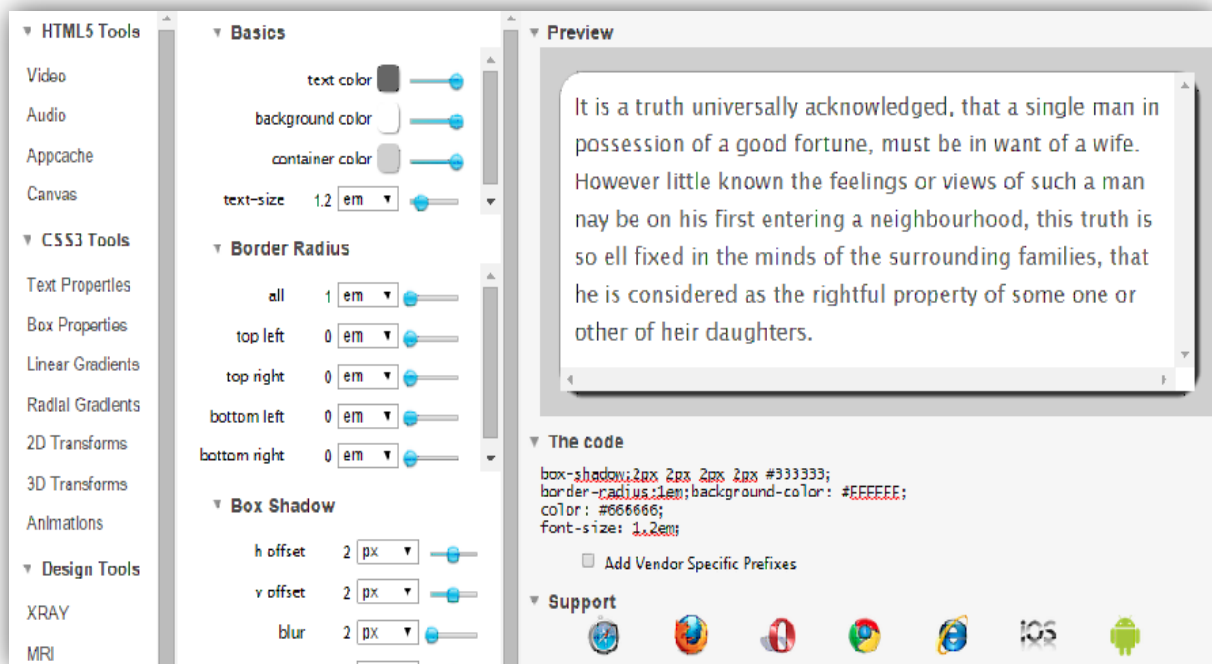 HTML5 Tools
Video
Audio
Appcache
Canvas
CSS3 Tools
Text Properties
Box Properties
Linear Gradients
Radial Gradients
2D Transforms
3D Transforms
Animations
Design Tools
XRAY
MRI
Basics
text color
background color
container color
text-size 1.2 em
Border Radius
all 1 em
top left 0 em
top right 0 em
bottom left 0 em
bottom right 0 em
Box Shadow
h offset 2 px
v offset 2 px
blur 2 px
Preview
It is a truth universally acknowledged, that a single man in
possession of a good fortune, must be in want of a wife.
However little known the feelings or views of such a man
nay be on his first entering a neighbourhood, this truth is
so ell fixed in the minds of the surrounding families, that
he is considered as the rightful property of some one or
other of heir daughters.
The code
box-shadow:2px 2px 2px 2px #333333;
border-radius:1em;background-color: #FFFFFF;
color: #666666;
font-size: 1.2em;
Add Vendor Specific Prefixes
Support
iOS